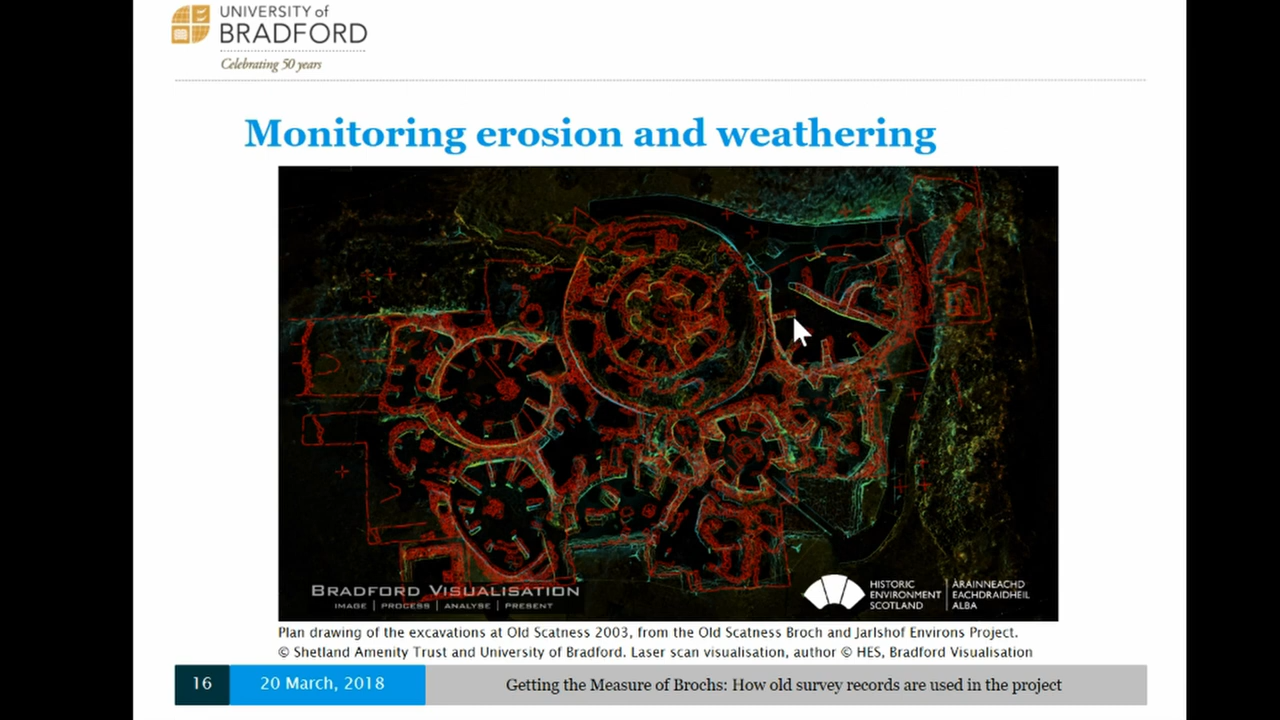 UNIVERSITY of
BRADFORD
Celebrating 50 years
Monitoring erosion and weathering
BRADFORD VISUALISATION
IMAGE | PROCESS | ANALYSE | PRESENT
HISTORIC
ENVIRONMENT
SCOTLAND
ÀRAINNEACHD
EACHDRAIDHEIL
ALBA
Plan drawing of the excavations at Old Scatness 2003, from the Old Scatness Broch and Jarlshof Environs Project.
© Shetland Amenity Trust and University of Bradford. Laser scan visualisation, author © HES, Bradford Visualisation
16
20 March, 2018
Getting the Measure of Brochs: How old survey records are used in the project